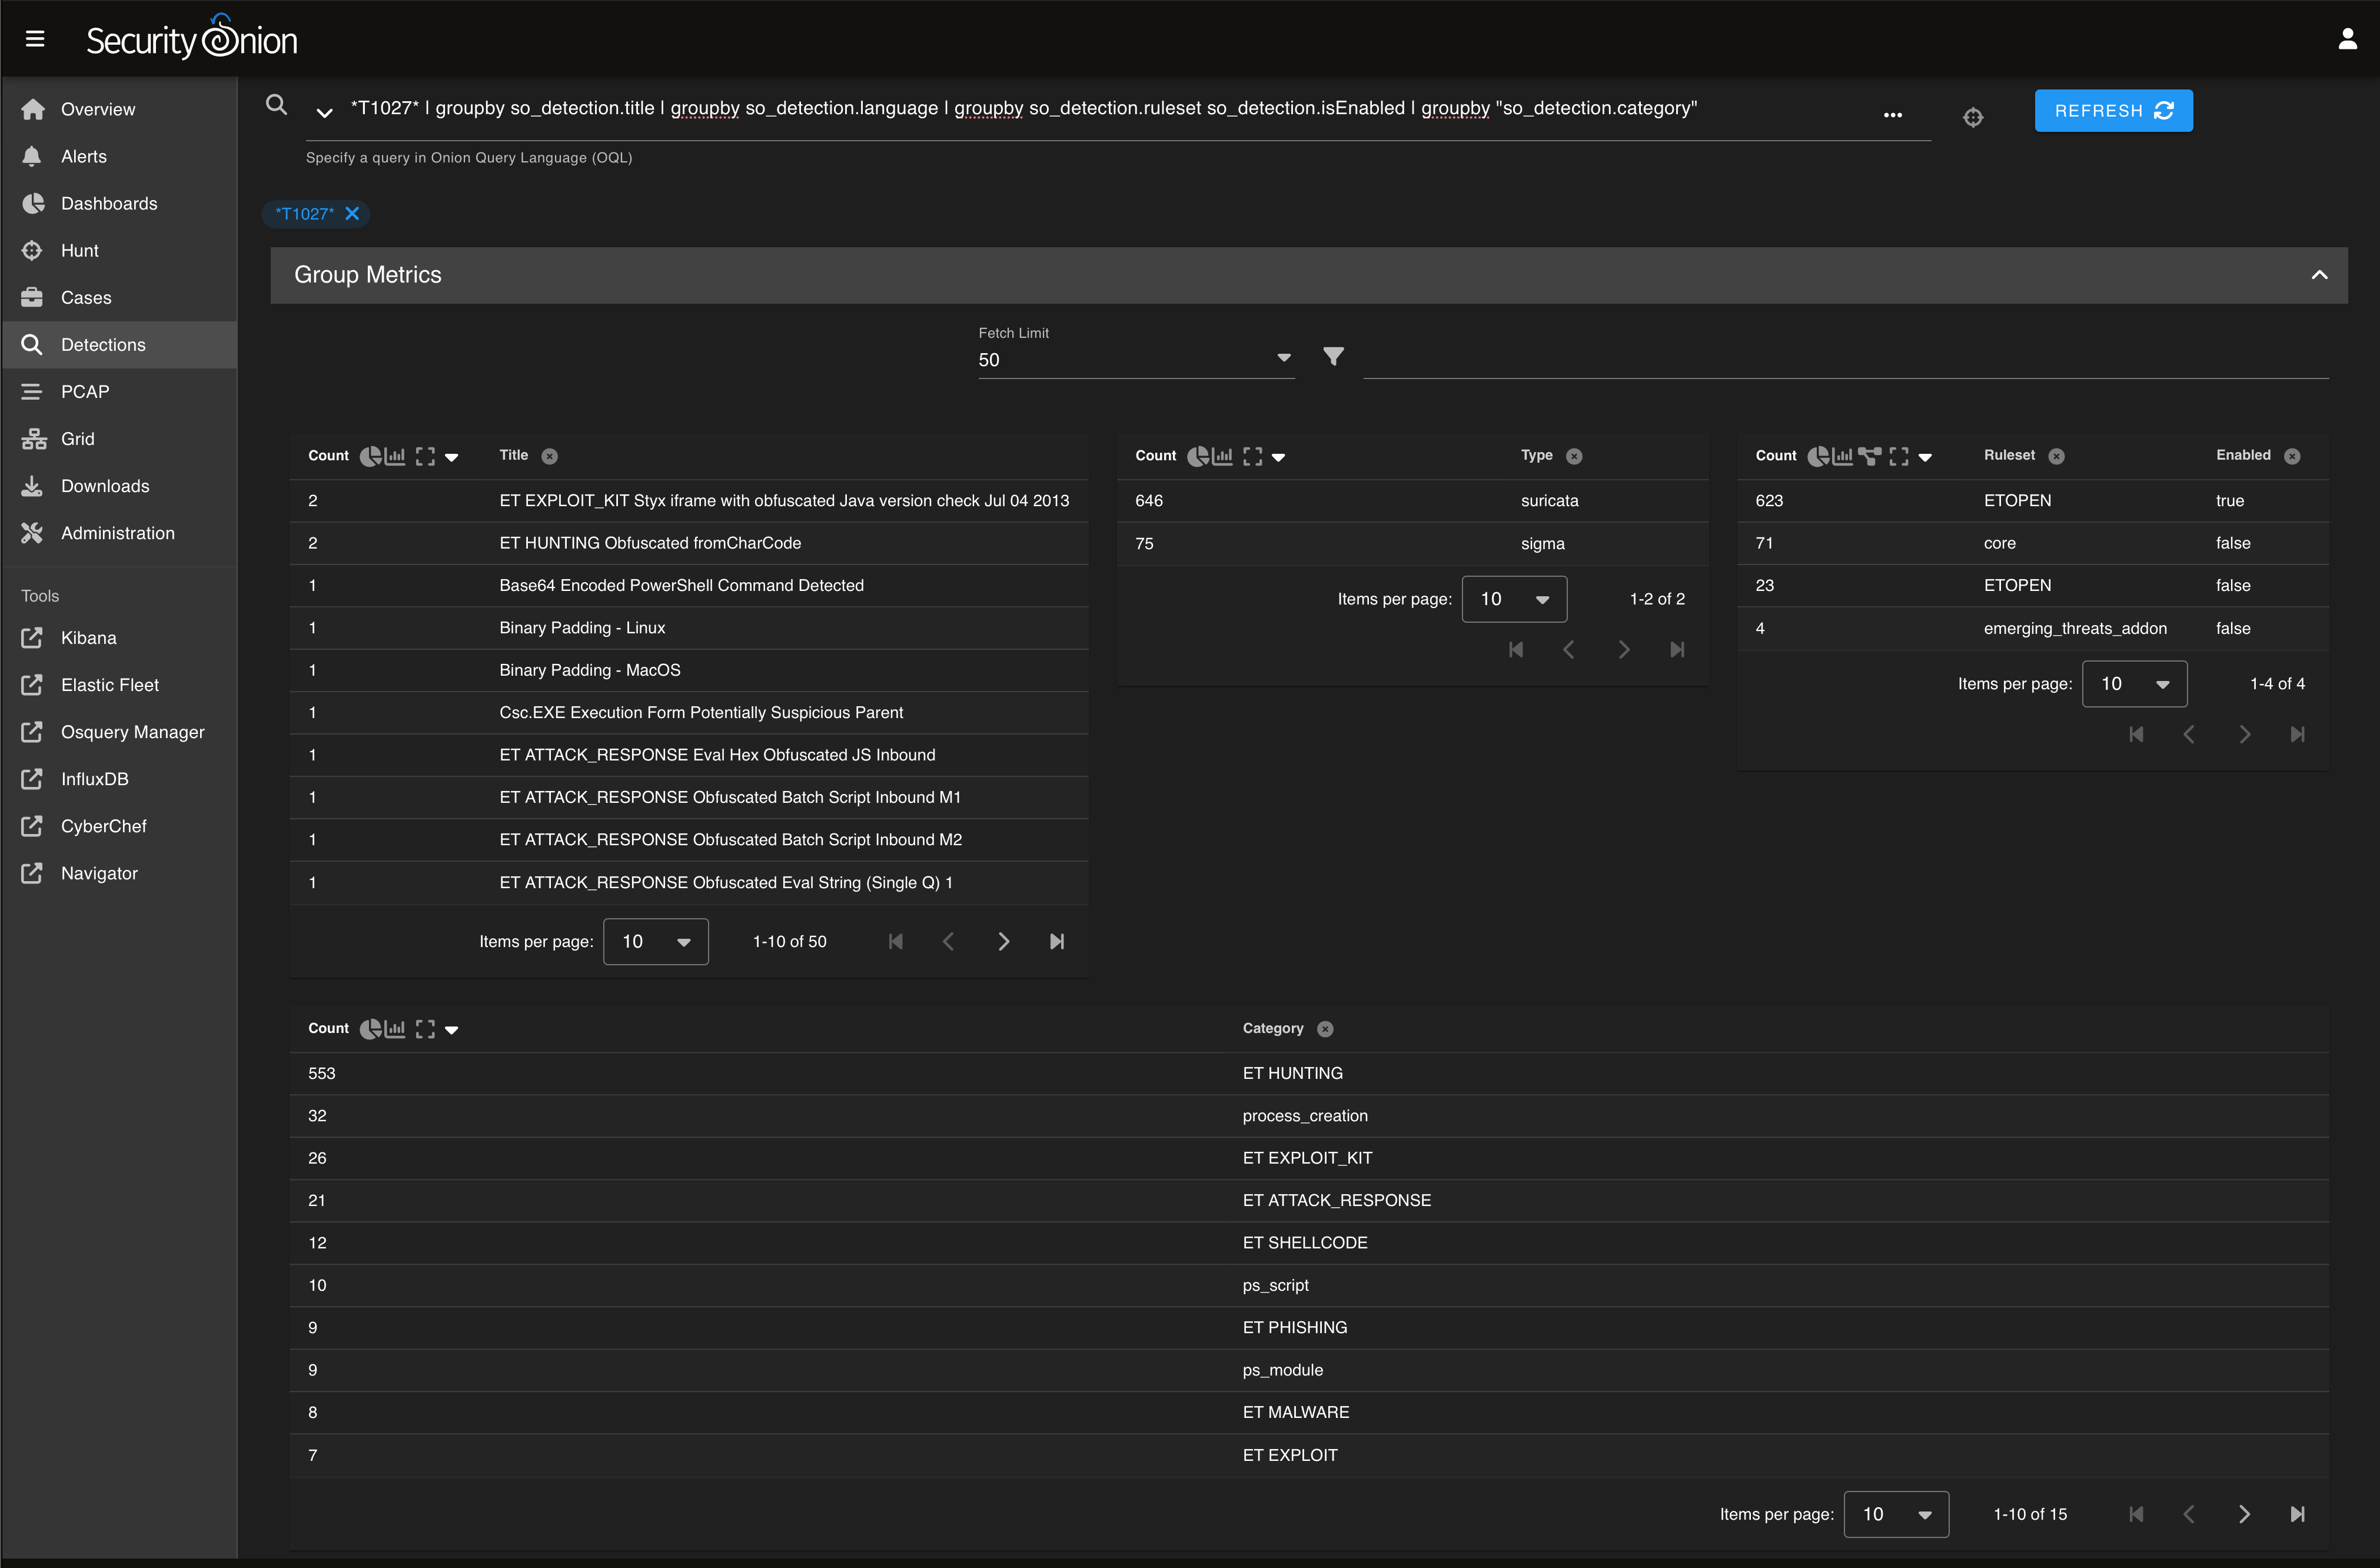 Security Onion
Overview
Alerts
Dashboards
Hunt
Cases
Detections
PCAP
Grid
Downloads
Administration
Tools
Kibana
Elastic Fleet
Osquery Manager
InfluxDB
CyberChef
Navigator
*T1027* | groupby so_detection.title | groupby so_detection.language | groupby so_detection.ruleset so_detection.isEnabled | groupby "so_detection.category"
REFRESH
Specify a query in Onion Query Language (OQL)
*T1027*
Group Metrics
Fetch Limit
50
Count Title
2 ET EXPLOIT_KIT Styx iframe with obfuscated Java version check Jul 04 2013
2 ET HUNTING Obfuscated fromCharCode
1 Base64 Encoded PowerShell Command Detected
1 Binary Padding - Linux
1 Binary Padding - MacOS
1 Csc.EXE Execution Form Potentially Suspicious Parent
1 ET ATTACK_RESPONSE Eval Hex Obfuscated JS Inbound
1 ET ATTACK_RESPONSE Obfuscated Batch Script Inbound M1
1 ET ATTACK_RESPONSE Obfuscated Batch Script Inbound M2
1 ET ATTACK_RESPONSE Obfuscated Eval String (Single Q) 1
Items per page: 10 1-10 of 50
Count Type
646 suricata
75 sigma
Items per page: 10 1-2 of 2
Count Ruleset Enabled
623 ETOPEN true
71 core false
23 ETOPEN false
4 emerging_threats_addon false
Items per page: 10 1-4 of 4
Count Category
553 ET HUNTING
32 process_creation
26 ET EXPLOIT_KIT
21 ET ATTACK_RESPONSE
12 ET SHELLCODE
10 ps_script
9 ET PHISHING
9 ps_module
8 ET MALWARE
7 ET EXPLOIT
Items per page: 10 1-10 of 15